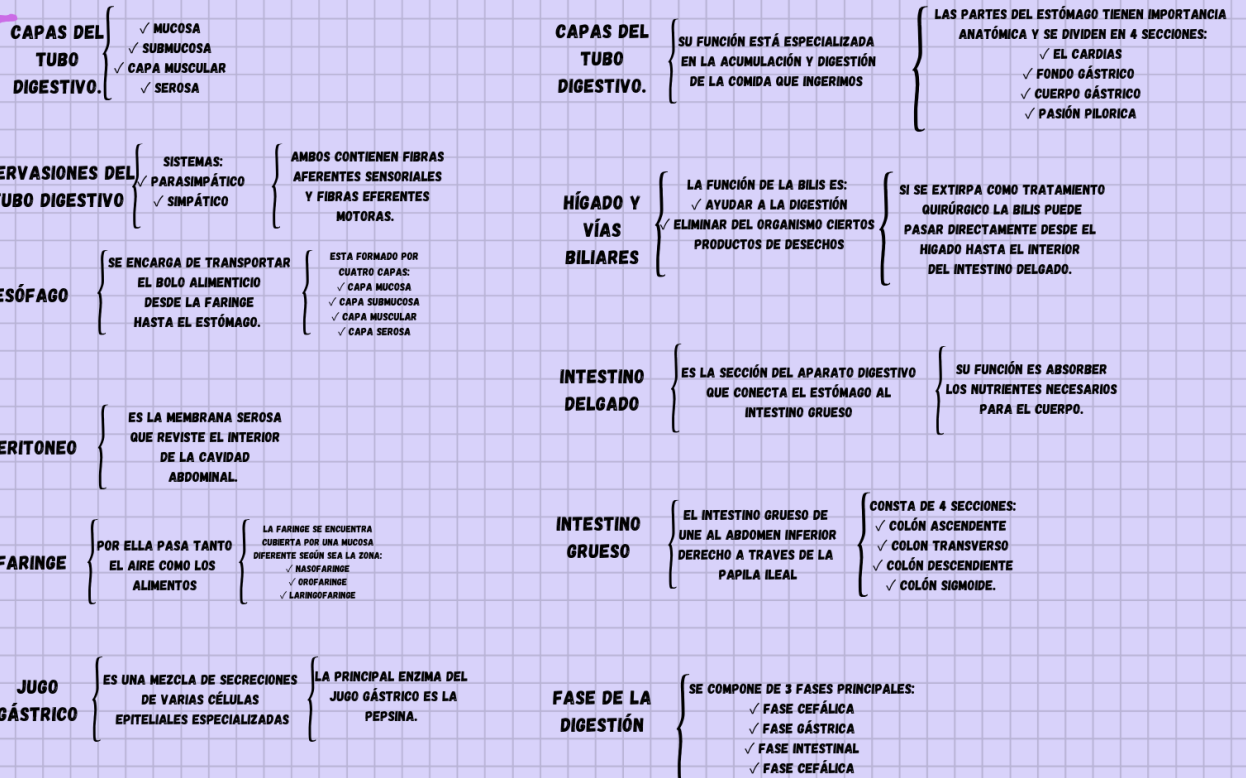 CAPAS DEL
TUBO
DIGESTIVO.
✓ MUCOSA
✓ SUBMUCOSA
✓ CAPA MUSCULAR
✓ SEROSA
ERVASIONES DEL
TUBO DIGESTIVO
SISTEMAS:
✓ PARASIMPÁTICO
✓ SIMPÁTICO
AMBOS CONTIENEN FIBRAS
AFERENTES SENSORIALES
Y FIBRAS EFERENTES
MOTORAS.
ESÓFAGO
SE ENCARGA DE TRANSPORTAR
EL BOLO ALIMENTICIO
DESDE LA FARINGE
HASTA EL ESTÓMAGO.
ESTA FORMADO POR
CUATRO CAPAS:
✓ CAPA MUCOSA
✓ CAPA SUBMUCOSA
✓ CAPA MUSCULAR
✓ CAPA SEROSA
ERITONEO
ES LA MEMBRANA SEROSA
QUE REVISTE EL INTERIOR
DE LA CAVIDAD
ABDOMINAL.
FARINGE
POR ELLA PASA TANTO
EL AIRE COMO LOS
ALIMENTOS
LA FARINGE SE ENCUENTRA
CUBIERTA POR UNA MUCOSA
DIFERENTE SEGÚN SEA LA ZONA:
✓ NASOFARINGE
✓ OROFARINGE
✓ LARINGOFARINGE
JUGO
GÁSTRICO
ES UNA MEZCLA DE SECRECIONES
DE VARIAS CÉLULAS
EPITELIALES ESPECIALIZADAS
LA PRINCIPAL ENZIMA DEL
JUGO GÁSTRICO ES LA
PEPSINA.
CAPAS DEL
TUBO
DIGESTIVO.
SU FUNCIÓN ESTÁ ESPECIALIZADA
EN LA ACUMULACIÓN Y DIGESTIÓN
DE LA COMIDA QUE INGERIMOS
LAS PARTES DEL ESTÓMAGO TIENEN IMPORTANCIA
ANATÓMICA Y SE DIVIDEN EN 4 SECCIONES:
✓ EL CARDIAS
✓ FONDO GÁSTRICO
✓ CUERPO GÁSTRICO
✓ PASIÓN PILORICA
HÍGADO Y
VÍAS
BILIARES
LA FUNCIÓN DE LA BILIS ES:
✓ AYUDAR A LA DIGESTIÓN
✓ ELIMINAR DEL ORGANISMO CIERTOS
PRODUCTOS DE DESECHOS
SI SE EXTIRPA COMO TRATAMIENTO
QUIRÚRGICO LA BILIS PUEDE
PASAR DIRECTAMENTE DESDE EL
HIGADO HASTA EL INTERIOR
DEL INTESTINO DELGADO.
INTESTINO
DELGADO
ES LA SECCIÓN DEL APARATO DIGESTIVO
QUE CONECTA EL ESTÓMAGO AL
INTESTINO GRUESO
SU FUNCIÓN ES ABSORBER
LOS NUTRIENTES NECESARIOS
PARA EL CUERPO.
INTESTINO
GRUESO
EL INTESTINO GRUESO DE
UNE AL ABDOMEN INFERIOR
DERECHO A TRAVES DE LA
PAPILA ILEAL
CONSTA DE 4 SECCIONES:
✓ COLÓN ASCENDENTE
✓ COLON TRANSVERSO
✓ COLÓN DESCENDIENTE
✓ COLÓN SIGMOIDE.
FASE DE LA
DIGESTIÓN
SE COMPONE DE 3 FASES PRINCIPALES:
✓ FASE CEFÁLICA
✓ FASE GÁSTRICA
✓ FASE INTESTINAL
✓ FASE CEFÁLICA